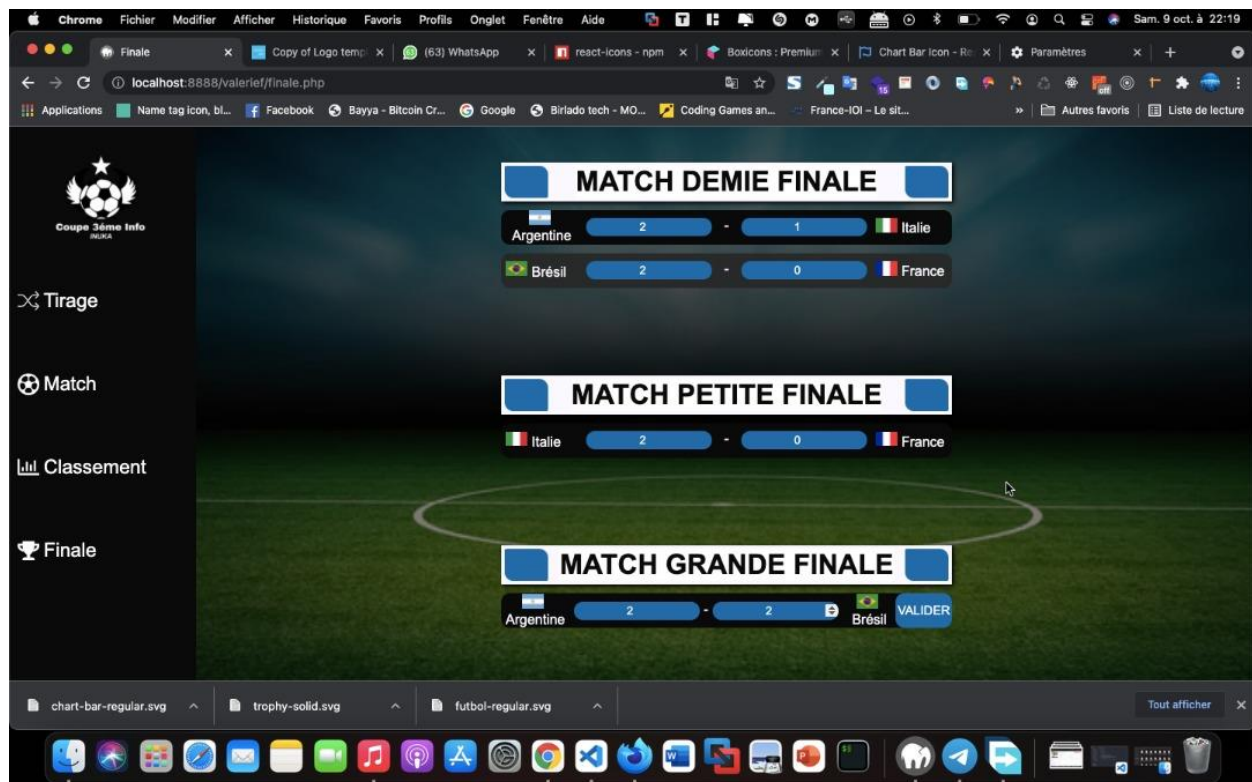 Chrome Fichier Modifier Afficher Historique Favoris Profils Onglet Fenêtre Aide Sam. 9 oct. à 22:19
Finale Copy of Logo temp (63) WhatsApp react-icons - npm Boxicons : Premium Chart Bar Icon - Re Paramètres
localhost:8888/valerief/finale.php 15 off
Applications Name tag icon, bl... Facebook Bayya - Bitcoin Cr... Google Birlado tech - MO... Coding Games an... France-IOI – Le sit... » Autres favoris Liste de lecture
Coupe 3éme Info
INUKA
Tirage
Match
Classement
Finale
MATCH DEMIE FINALE
Argentine 2 - 1 Italie
Brésil 2 - 0 France
MATCH PETITE FINALE
Italie 2 - 0 France
MATCH GRANDE FINALE
Argentine 2 - 2 Brésil VALIDER
chart-bar-regular.svg trophy-solid.svg futbol-regular.svg Tout afficher